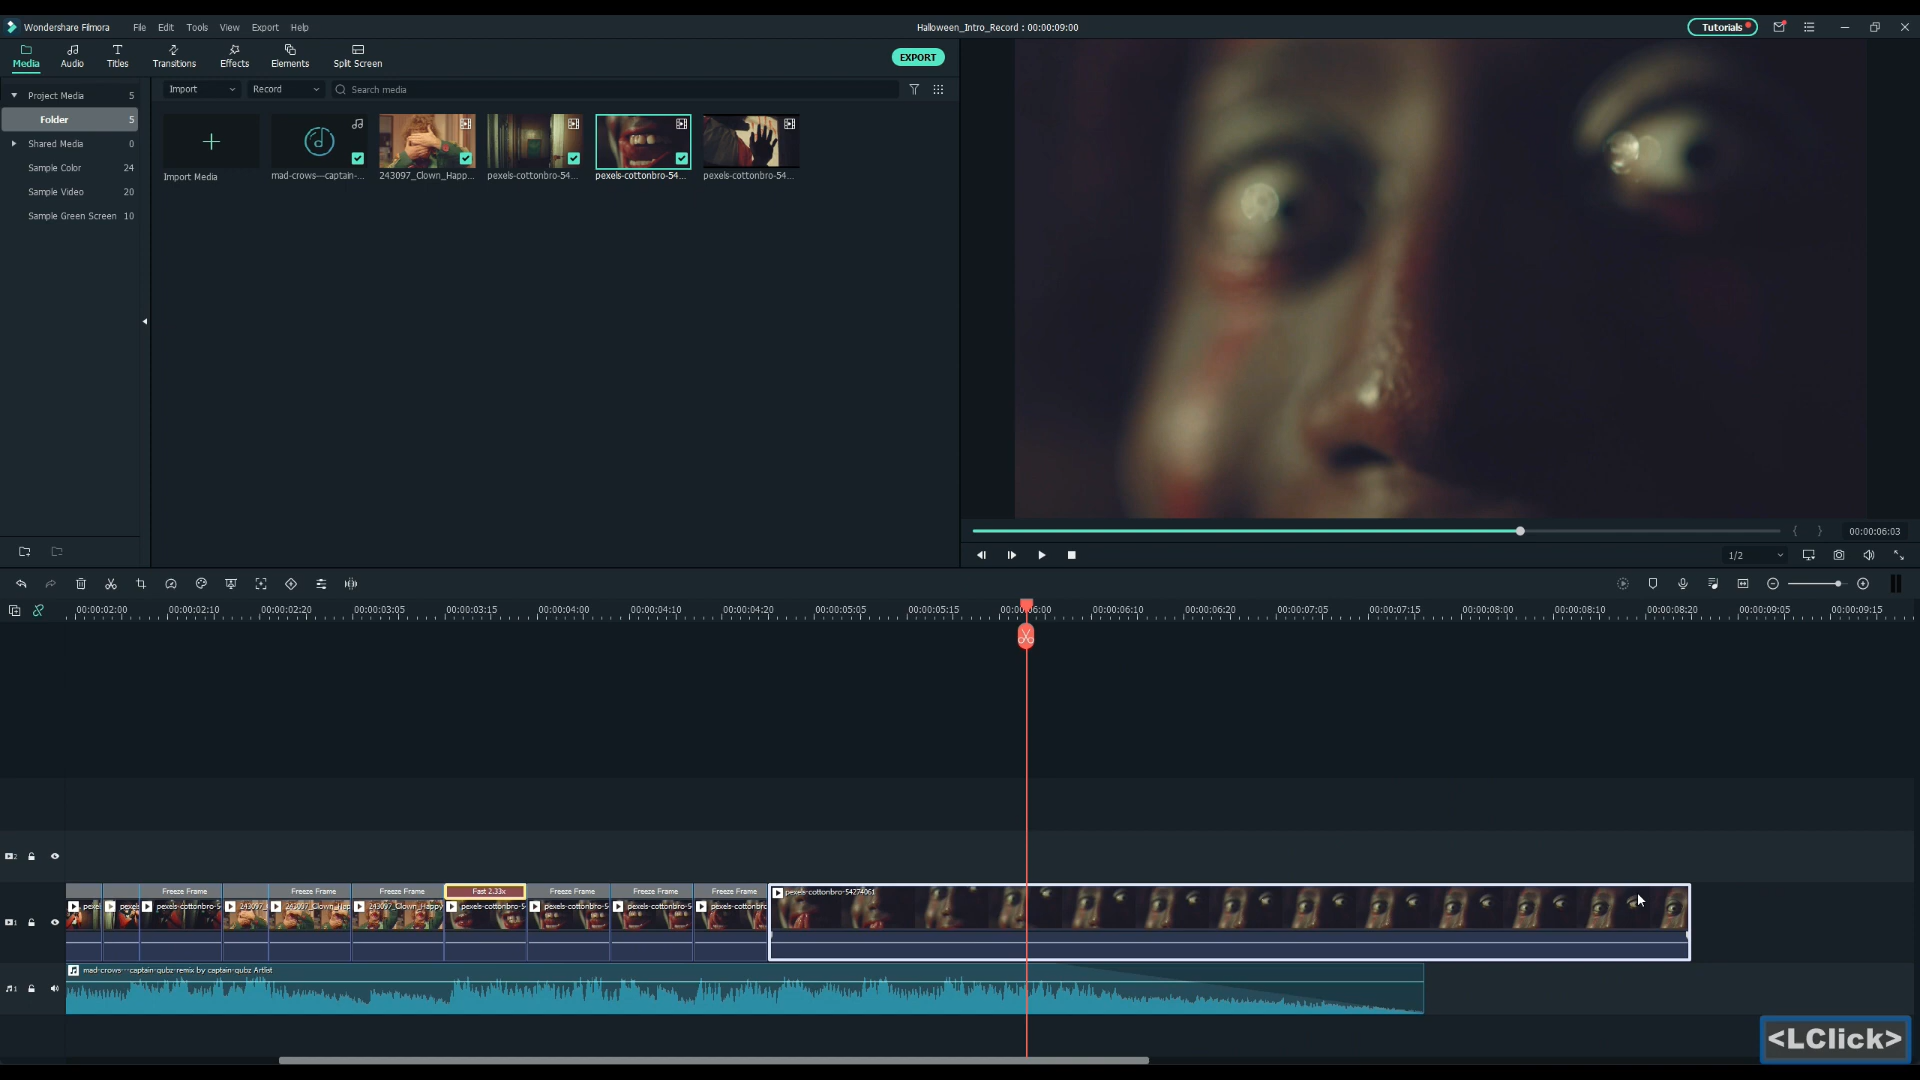 Wondershare Filmora File Edit Tools View Export Help Halloween_Intro_Record : 00:00:09:00 Tutorials
Media Audio Titles Transitions Effects Elements Split Screen EXPORT
Project Media 5
Folder 5
Shared Media 0
Sample Color 24
Sample Video 20
Sample Green Screen 10
Import Record Search media
Import Media mad-crows---captain-... 243097_Clown_Happ... pexels-cottonbro-54... pexels-cottonbro-54... pexels-cottonbro-54...
00:00:06:03
1/2
00:00:02:00 00:00:02:10 00:00:02:20 00:00:03:05 00:00:03:15 00:00:04:00 00:00:04:10 00:00:04:20 00:00:05:05 00:00:05:15 00:00:06:00 00:00:06:10 00:00:06:20 00:00:07:05 00:00:07:15 00:00:08:00 00:00:08:10 00:00:08:20 00:00:09:05 00:00:09:15
2
Freeze Frame Freeze Frame Freeze Frame Fast 2.33x Freeze Frame Freeze Frame Freeze Frame pexels-cottonbro-54274061
1 pexel pexels pexels-cottonbro-5 243097_ 243097_Clown_Hap 243097_Clown_Happy pexels-cottonbro-5 pexels-cottonbro-5 pexels-cottonbro-5 pexels-cottonbro
mad-crows---captain-qubz-remix by captain-qubz Artlist
1
<LClick>